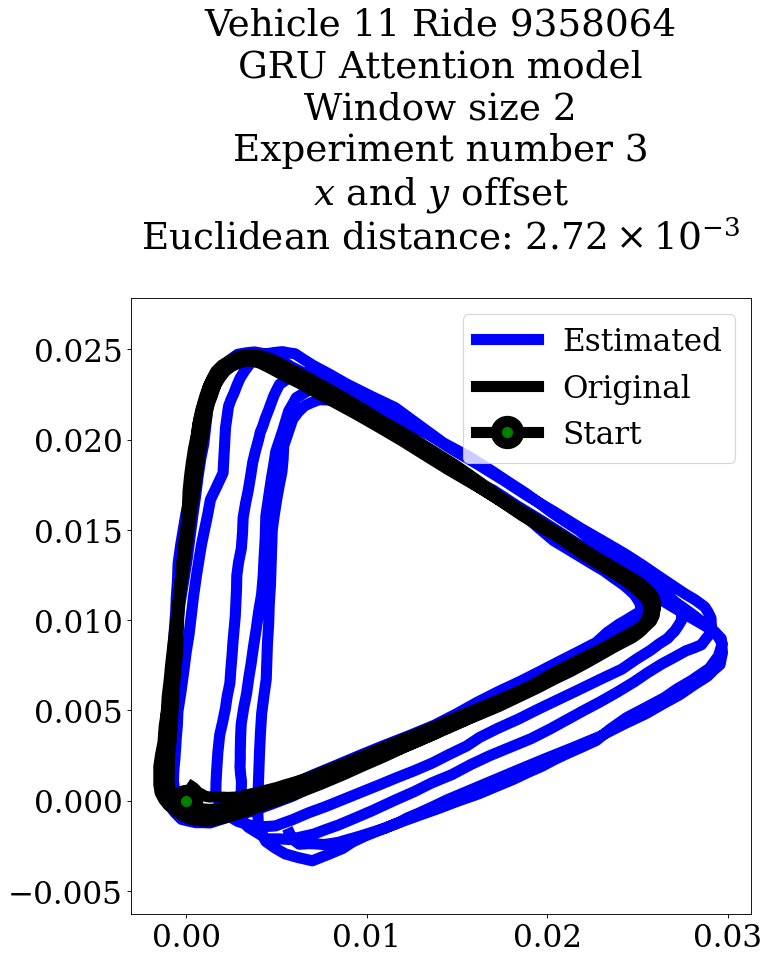 Vehicle 11 Ride 9358064
GRU Attention model
Window size 2
Experiment number 3
x and y offset
Euclidean distance: 2.72 × 10⁻³
Estimated
Original
Start
0.025
0.020
0.015
0.010
0.005
0.000
−0.005
0.00 0.01 0.02 0.03